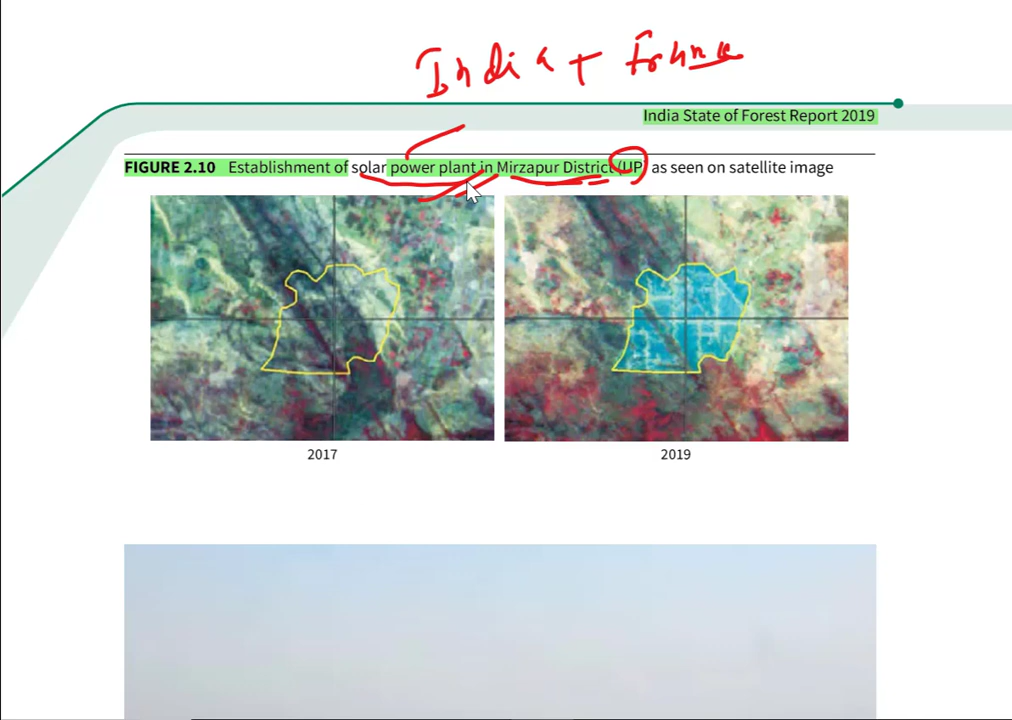 India + France
India State of Forest Report 2019
FIGURE 2.10 Establishment of solar power plant in Mirzapur District (UP) as seen on satellite image
2017
2019